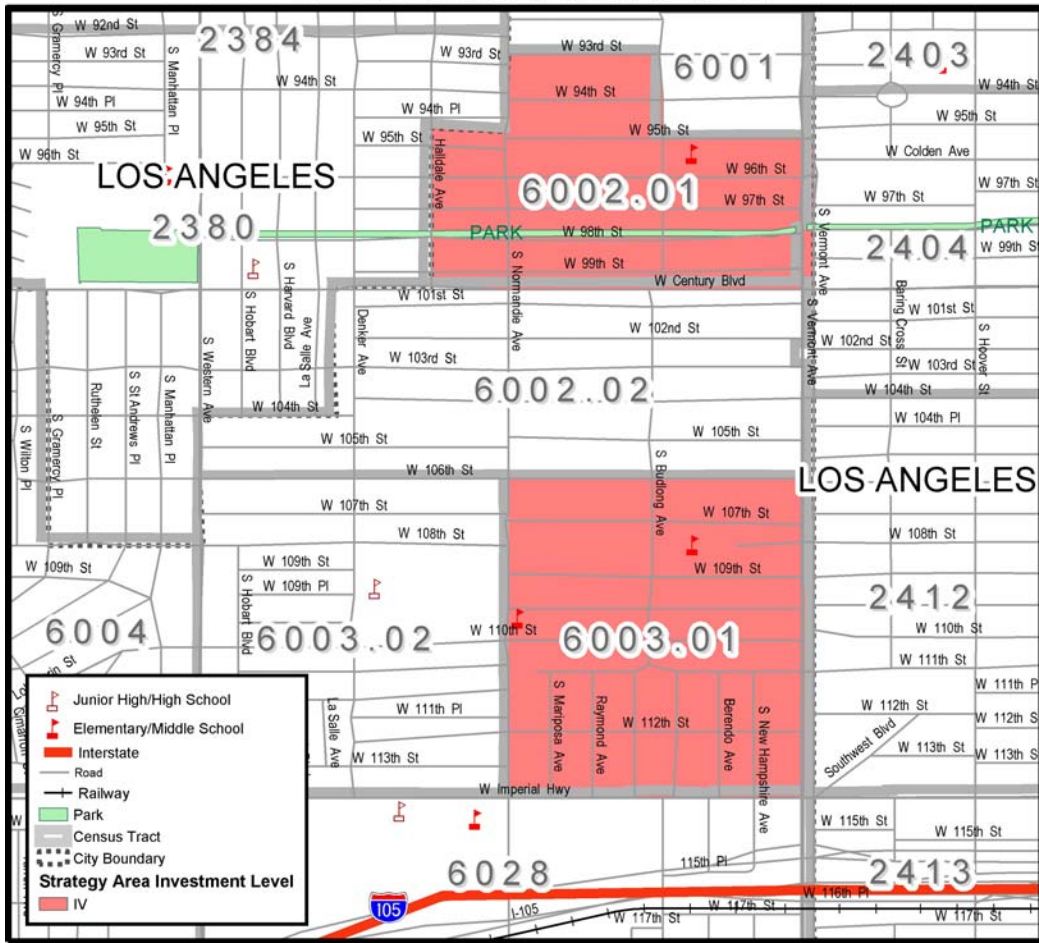 W 92nd St
S Gramercy Pl
2384
W 93rd St
W 93rd St
W 93rd St
6001
2403
S Manhattan Pl
W 94th St
W 94th St
W 94th St
W 94th Pl
W 94th Pl
W 95th St
W 95th St
W 95th St
W 95th St
W 96th St
W Colden Ave
Halldale Ave
W 96th St
LOS ANGELES
6002.01
W 97th St
W 97th St
W 97th St
2380
PARK
W 98th St
S Vermont Ave
PARK
2404
W 99th St
S Normandie Ave
W 99th St
W Century Blvd
S Hobart Blvd
S Harvard Blvd
La Salle Ave
W 101st St
Denker Ave
W 102nd St
S Vermont Ave
Baring Cross St
W 101st St
S Hoover St
W 102nd St
W 103rd St
W 103rd St
S Western Ave
6002.02
W 104th St
W 104th St
Ruthelen St
S St Andrews Pl
S Manhattan Pl
S Gramercy Pl
S Wilton Pl
W 104th Pl
W 105th St
W 105th St
S Budlong Ave
W 106th St
LOS ANGELES
W 107th St
W 107th St
W 108th St
W 108th St
W 109th St
W 109th St
W 109th St
W 109th Pl
S Hobart Blvd
2412
6004
6003.02
W 110th St
6003.01
W 110th St
W 111th St
La Salle Ave
W 111th Pl
S Mariposa Ave
Raymond Ave
W 112th St
Berendo Ave
S New Hampshire Ave
W 111th P
W 112th St
W 112th S
W 113th St
Southwest Blvd
W 113th St
W 113th S
W Imperial Hwy
W 115th St
W 115th St
W 115th St
115th Pl
6028
2413
W 116th Pl
105
I-105
W 117th St
W 117th St
W 117th St
Cimarron St
Junior High/High School
Elementary/Middle School
Interstate
Road
Railway
Park
Census Tract
City Boundary
Strategy Area Investment Level
IV